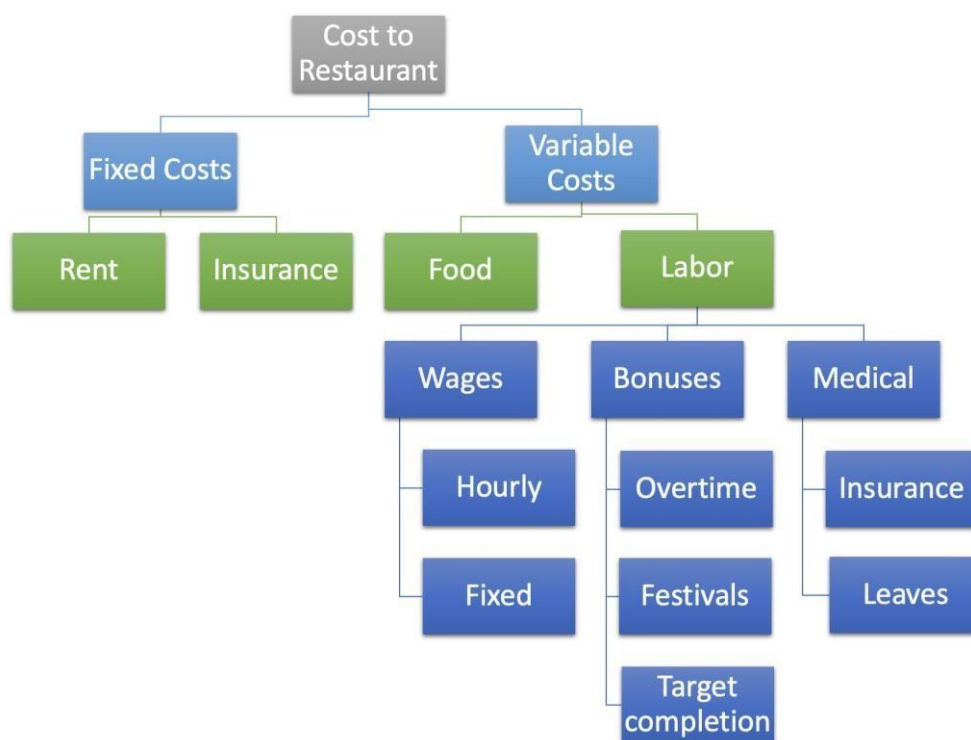 Cost to
Restaurant
Fixed Costs
Variable
Costs
Rent
Insurance
Food
Labor
Wages
Bonuses
Medical
Hourly
Overtime
Insurance
Fixed
Festivals
Leaves
Target
completion